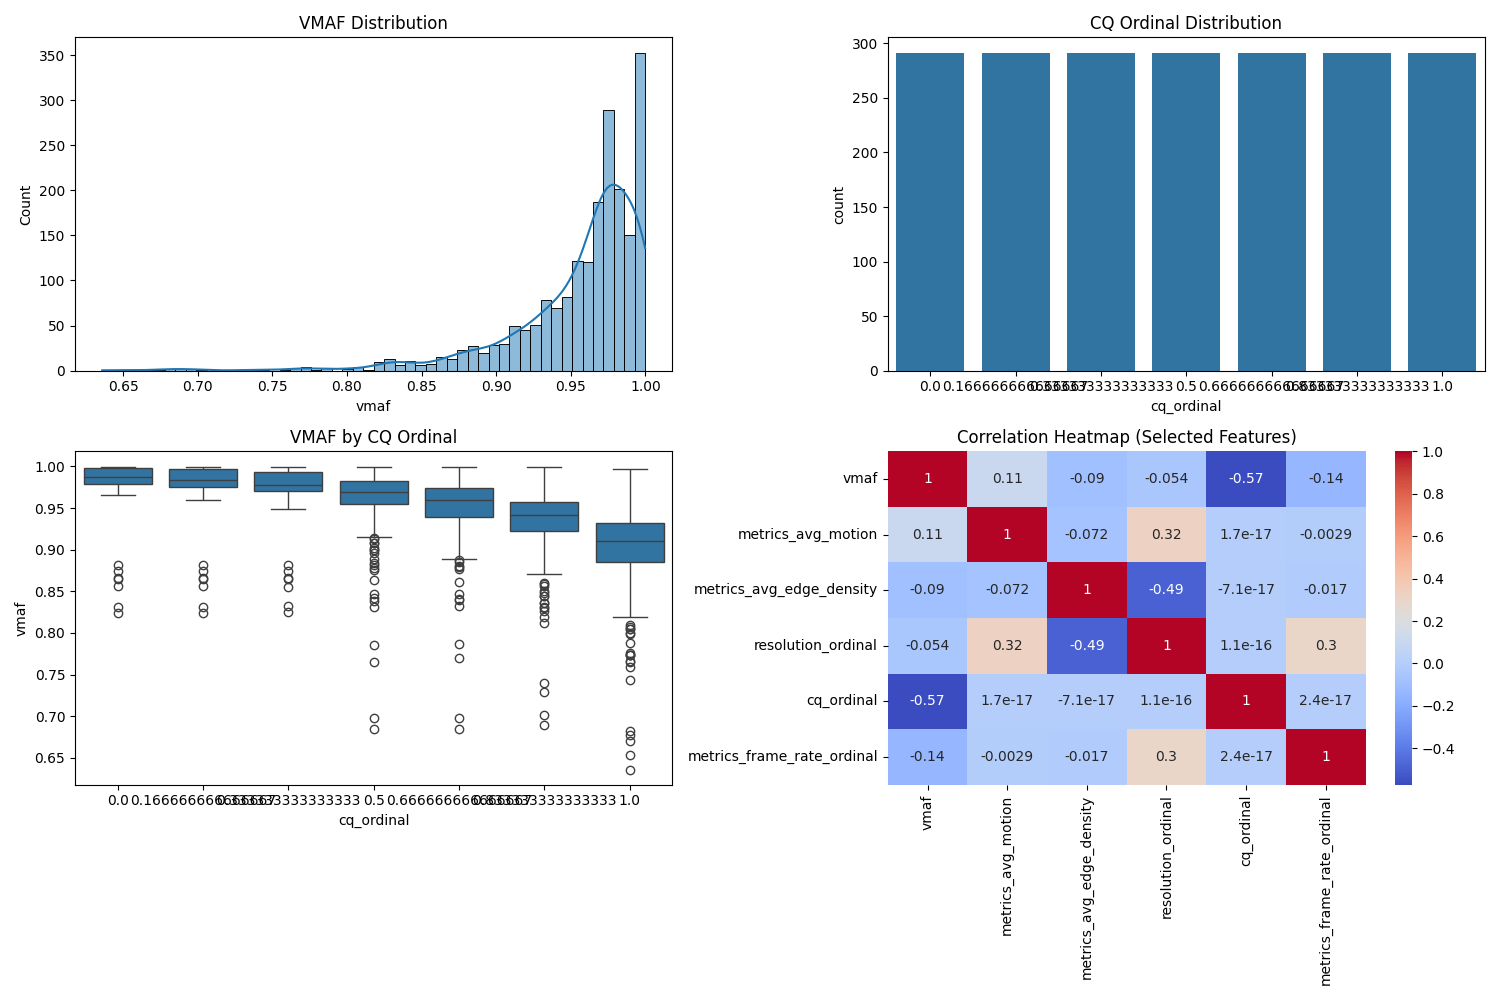 VMAF Distribution
350
300
250
200
150
100
50
0
Count
0.65 0.70 0.75 0.80 0.85 0.90 0.95 1.00
vmaf
CQ Ordinal Distribution
300
250
200
150
100
50
0
count
0.0 0.5 1.0
cq_ordinal
VMAF by CQ Ordinal
1.00
0.95
0.90
0.85
0.80
0.75
0.70
0.65
vmaf
0.0 0.5 1.0
cq_ordinal
Correlation Heatmap (Selected Features)
vmaf 1 0.11 -0.09 -0.054 -0.57 -0.14
metrics_avg_motion 0.11 1 -0.072 0.32 1.7e-17 -0.0029
metrics_avg_edge_density -0.09 -0.072 1 -0.49 -7.1e-17 -0.017
resolution_ordinal -0.054 0.32 -0.49 1 1.1e-16 0.3
cq_ordinal -0.57 1.7e-17 -7.1e-17 1.1e-16 1 2.4e-17
metrics_frame_rate_ordinal -0.14 -0.0029 -0.017 0.3 2.4e-17 1
vmaf
metrics_avg_motion
metrics_avg_edge_density
resolution_ordinal
cq_ordinal
metrics_frame_rate_ordinal
1.0
0.8
0.6
0.4
0.2
0.0
−0.2
−0.4